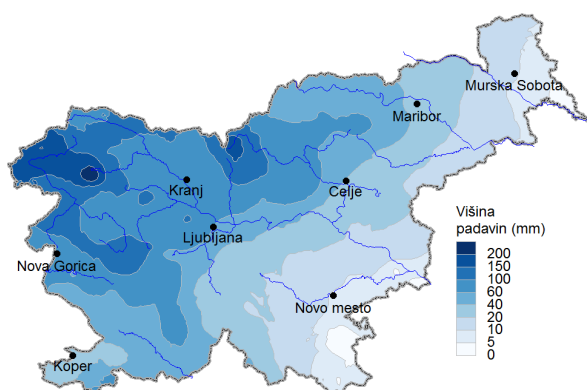 Murska Sobota
Maribor
Kranj
Celje
Ljubljana
Nova Gorica
Novo mesto
Koper
Višina
padavin (mm)
200
150
100
60
40
20
10
5
0